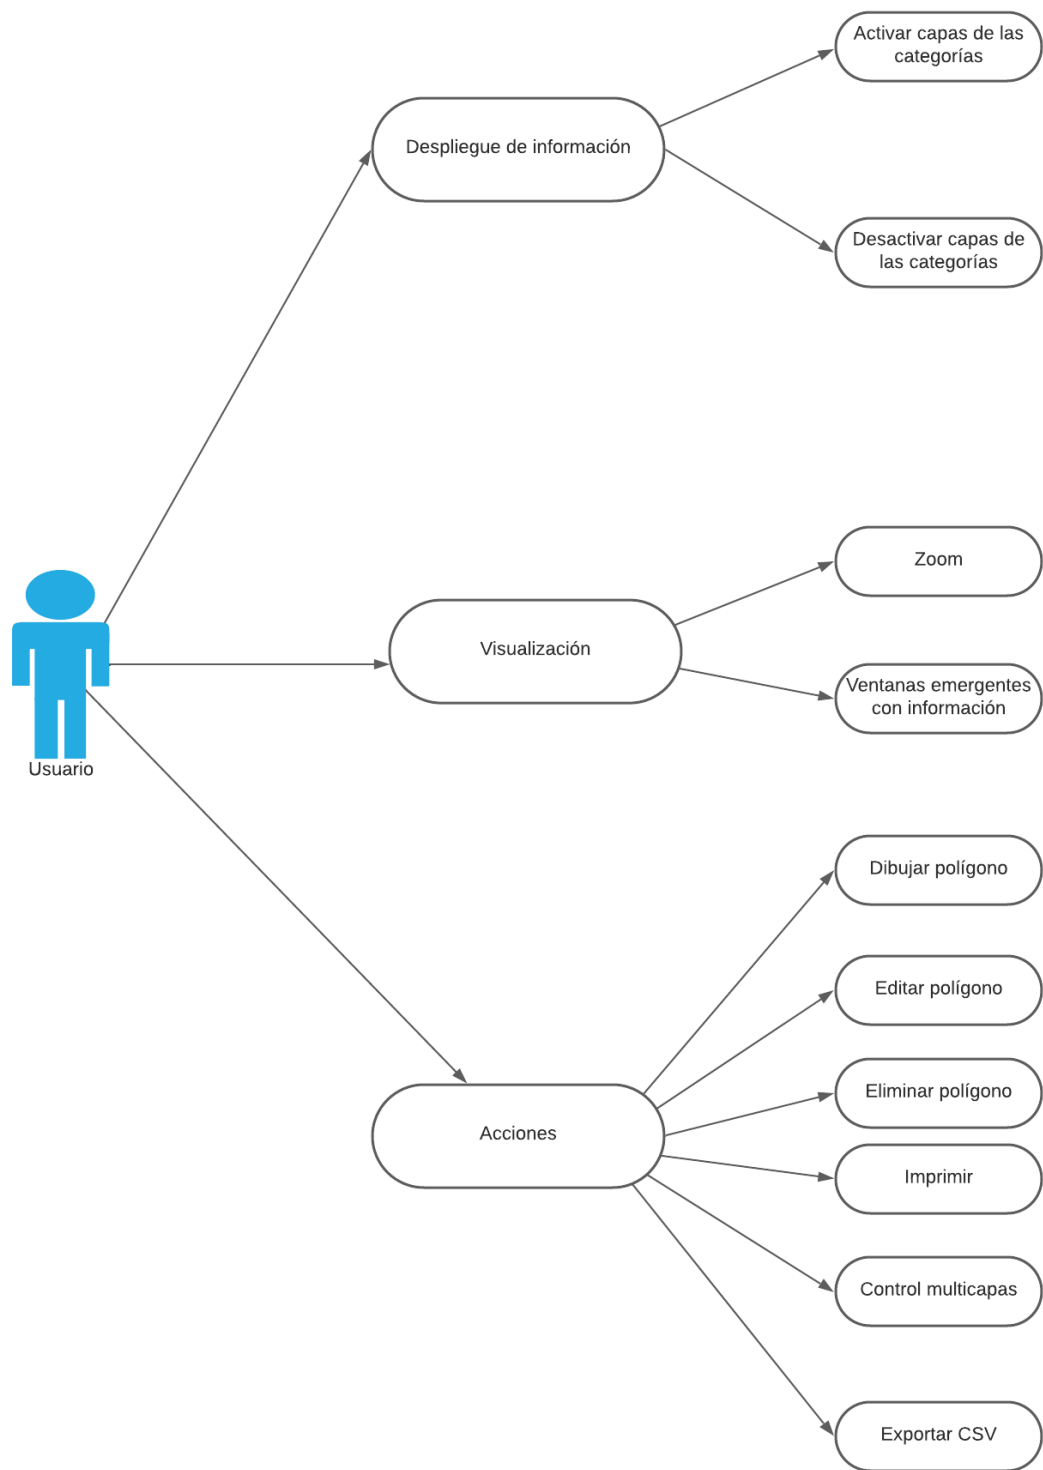 Activar capas de las
categorías
Despliegue de información
Desactivar capas de
las categorías
Zoom
Visualización
Ventanas emergentes
con información
Usuario
Dibujar polígono
Editar polígono
Eliminar polígono
Acciones
Imprimir
Control multicapas
Exportar CSV